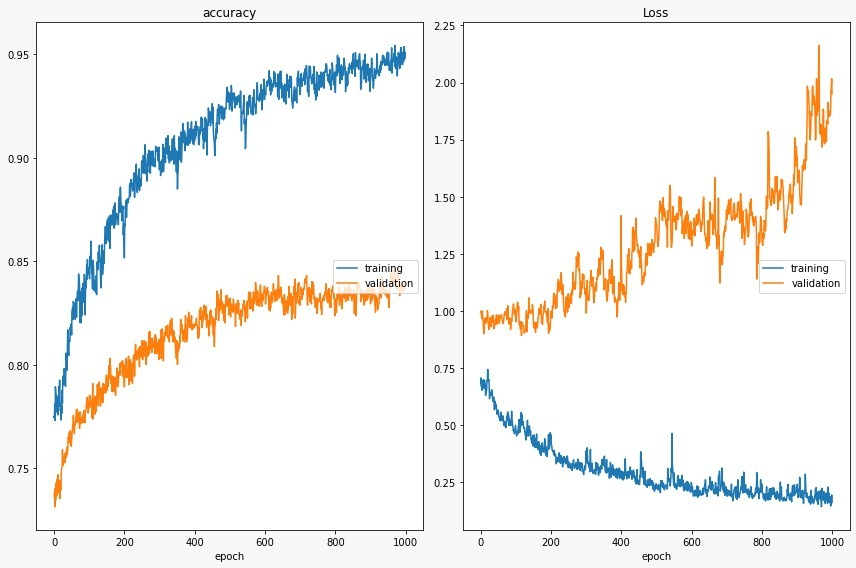 accuracy
0.95
0.90
0.85
0.80
0.75
0 200 400 600 800 1000
epoch
training
validation
Loss
2.25
2.00
1.75
1.50
1.25
1.00
0.75
0.50
0.25
0 200 400 600 800 1000
epoch
training
validation